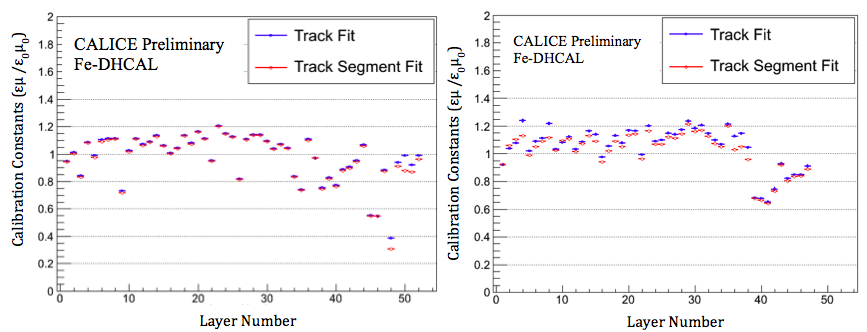 2
1.8
1.6
1.4
1.2
1
0.8
0.6
0.4
0.2
0
Calibration Constants (εμ /ε₀μ₀)
CALICE Preliminary
Fe-DHCAL
Track Fit
Track Segment Fit
0 10 20 30 40 50
Layer Number
2
1.8
1.6
1.4
1.2
1
0.8
0.6
0.4
0.2
0
Calibration Constants (εμ /ε₀μ₀)
CALICE Preliminary
Fe-DHCAL
Track Fit
Track Segment Fit
0 10 20 30 40 50
Layer Number